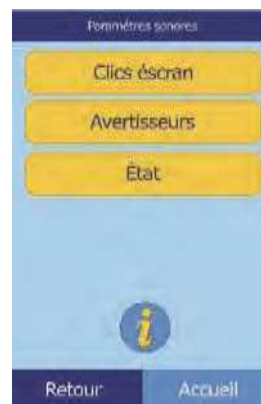 Paramètres sonores
Clics éscran
Avertisseurs
État
i
Retour
Accueil